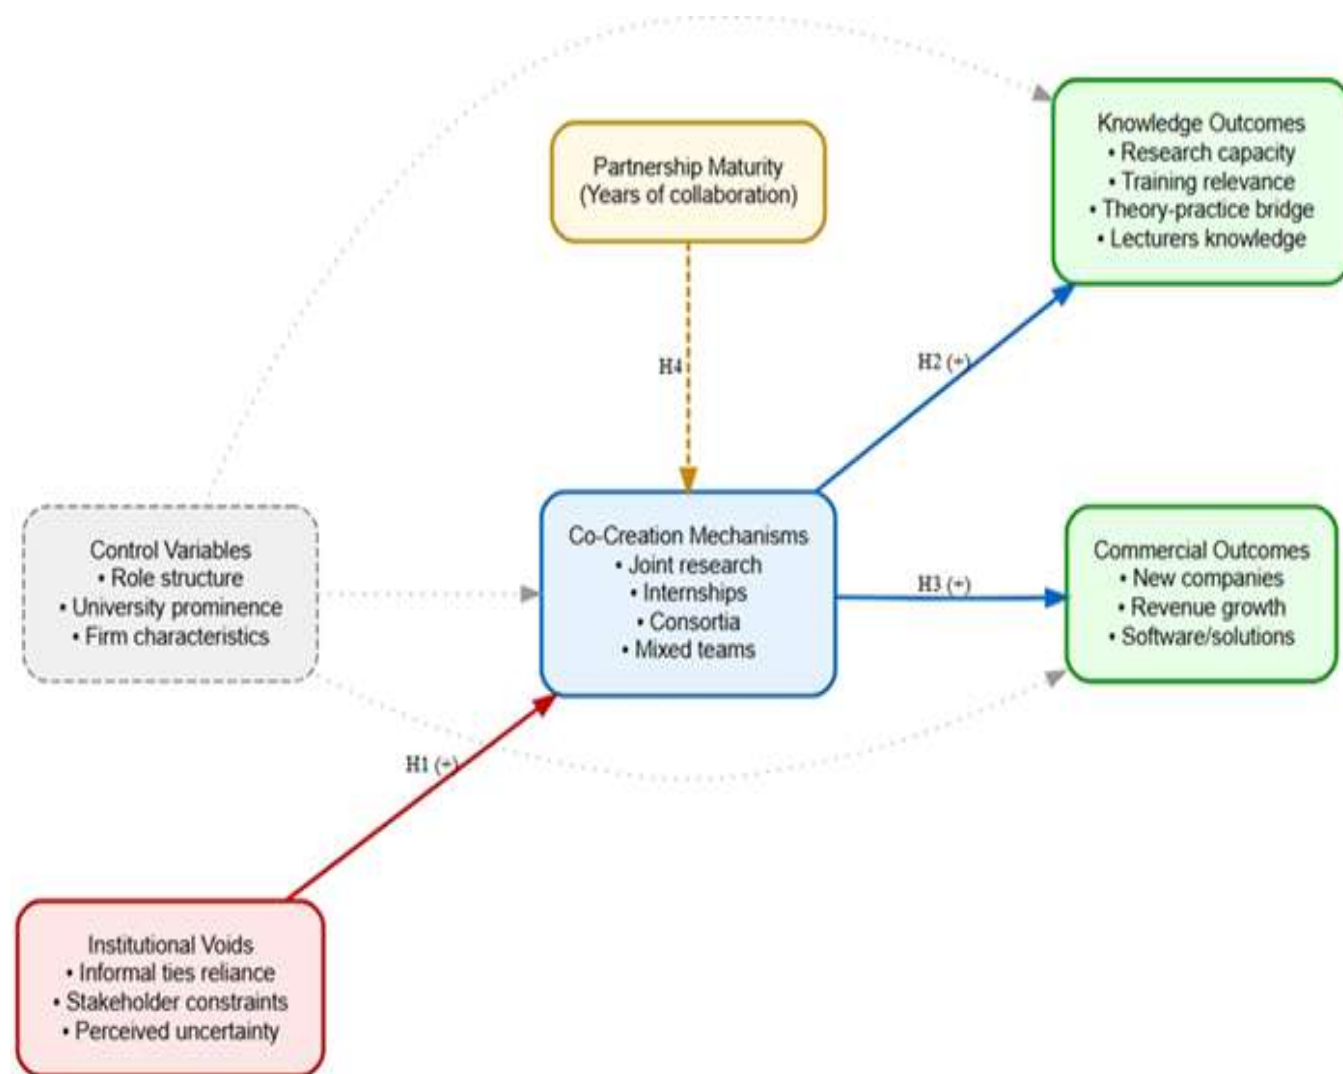 Knowledge Outcomes
• Research capacity
• Training relevance
• Theory-practice bridge
• Lecturers knowledge
Partnership Maturity
(Years of collaboration)
H4
H2 (+)
Control Variables
• Role structure
• University prominence
• Firm characteristics
Co-Creation Mechanisms
• Joint research
• Internships
• Consortia
• Mixed teams
H3 (+)
Commercial Outcomes
• New companies
• Revenue growth
• Software/solutions
H1 (+)
Institutional Voids
• Informal ties reliance
• Stakeholder constraints
• Perceived uncertainty